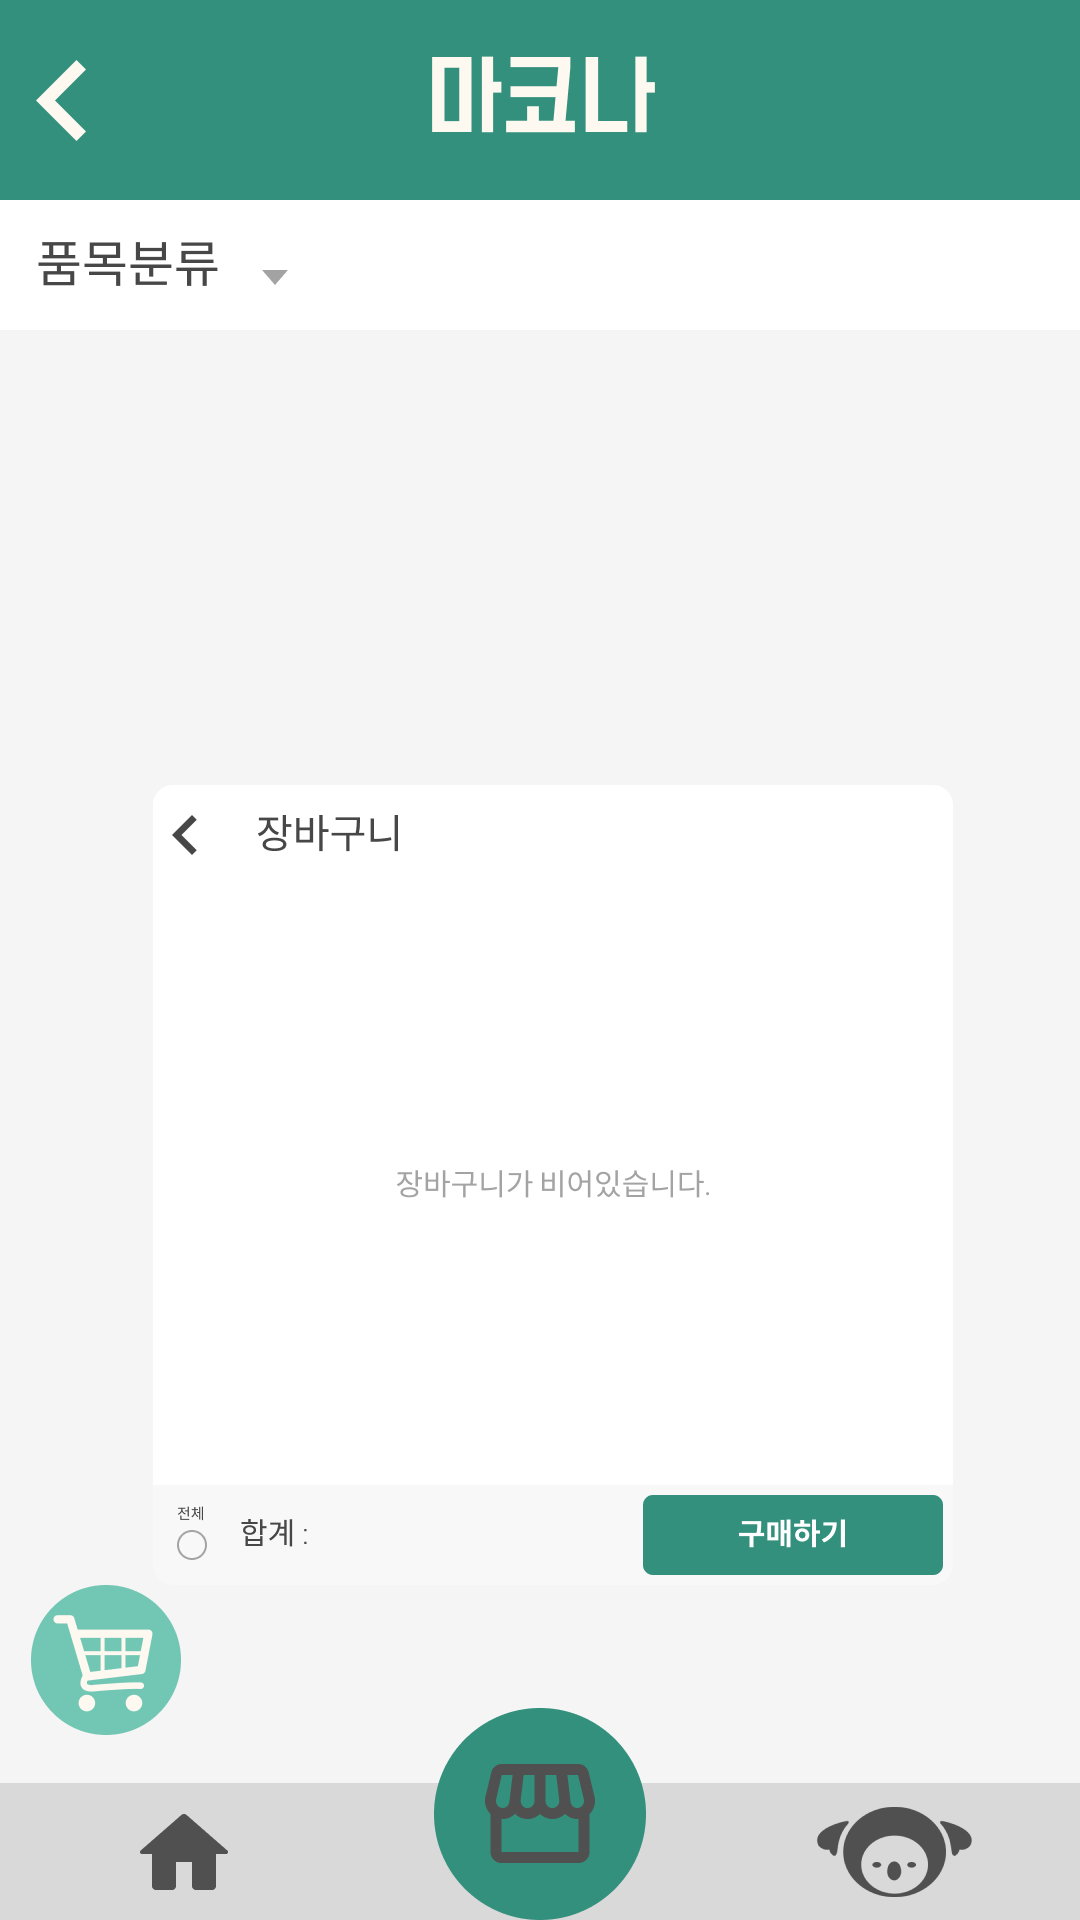 마코나
품목분류
장바구니
장바구니가 비어있습니다.
전체
합계 :
구매하기